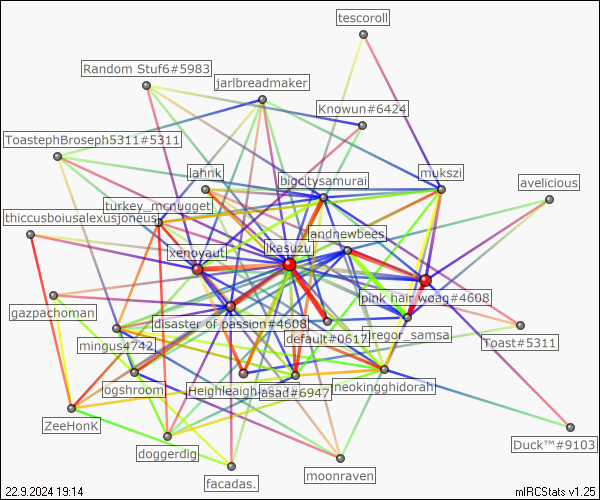 tescoroll
Random Stuf6#5983
jarlbreadmaker
Knowun#6424
ToastephBroseph5311#5311
lahnk
bigcitysamurai
mukszi
avelicious
turkey_mcnugget
thiccusboiusalexusjoneus
xenoyaut
ikasuzu
andnewbees
gazpachoman
pink hair woag#4608
disaster of passion#4608
default#0617
gregor_samsa
mingus4742
Toast#5311
ogshroom
asad#6947
neokingghidorah
ZeeHonK
doggerdig
facadas.
moonraven
Duck™#9103
22.9.2024 19:14
mIRCStats v1.25